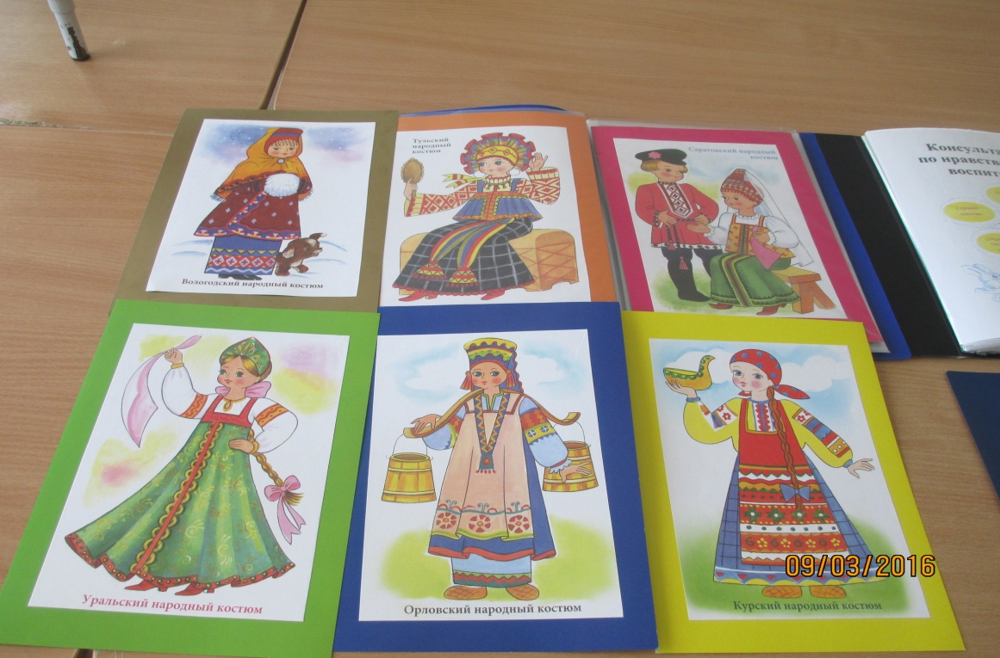 Вологодский народный костюм
Тульский
народный
костюм
Саратовский народный
костюм
Консульта
по нравстве
воспит
Уральский народный костюм
Орловский народный костюм
Курский народный костюм
09/03/2016